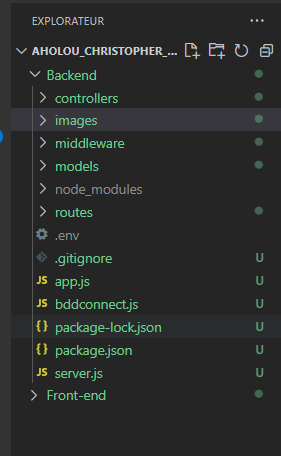 EXPLORATEUR
AHOLOU_CHRISTOPHER_...
Backend
controllers
images
middleware
models
node_modules
routes
.env
.gitignore U
JS app.js U
JS bddconnect.js U
{} package-lock.json U
{} package.json U
JS server.js U
Front-end